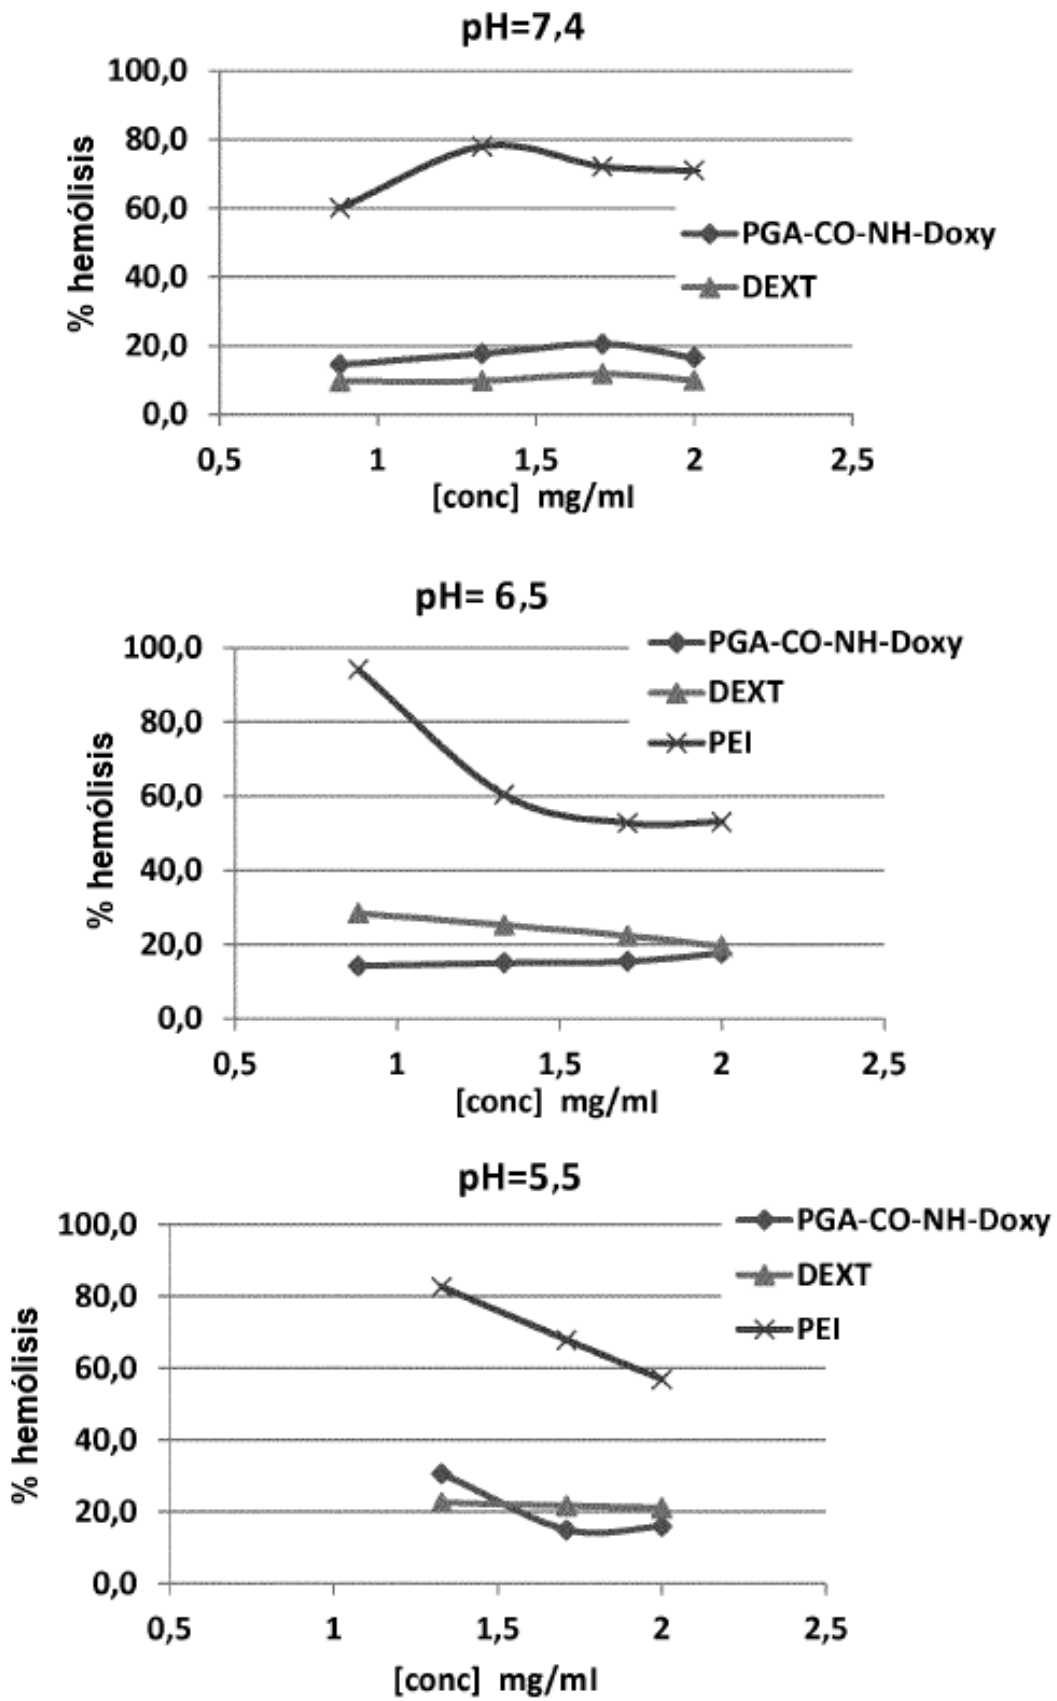 pH=7,4
100,0
80,0
60,0
40,0
20,0
0,0
% hemólisis
PGA-CO-NH-Doxy
DEXT
0,5 1 1,5 2 2,5
[conc] mg/ml
pH= 6,5
100,0
80,0
60,0
40,0
20,0
0,0
% hemólisis
PGA-CO-NH-Doxy
DEXT
PEI
0,5 1 1,5 2 2,5
[conc] mg/ml
pH=5,5
100,0
80,0
60,0
40,0
20,0
0,0
% hemólisis
PGA-CO-NH-Doxy
DEXT
PEI
0,5 1 1,5 2 2,5
[conc] mg/ml